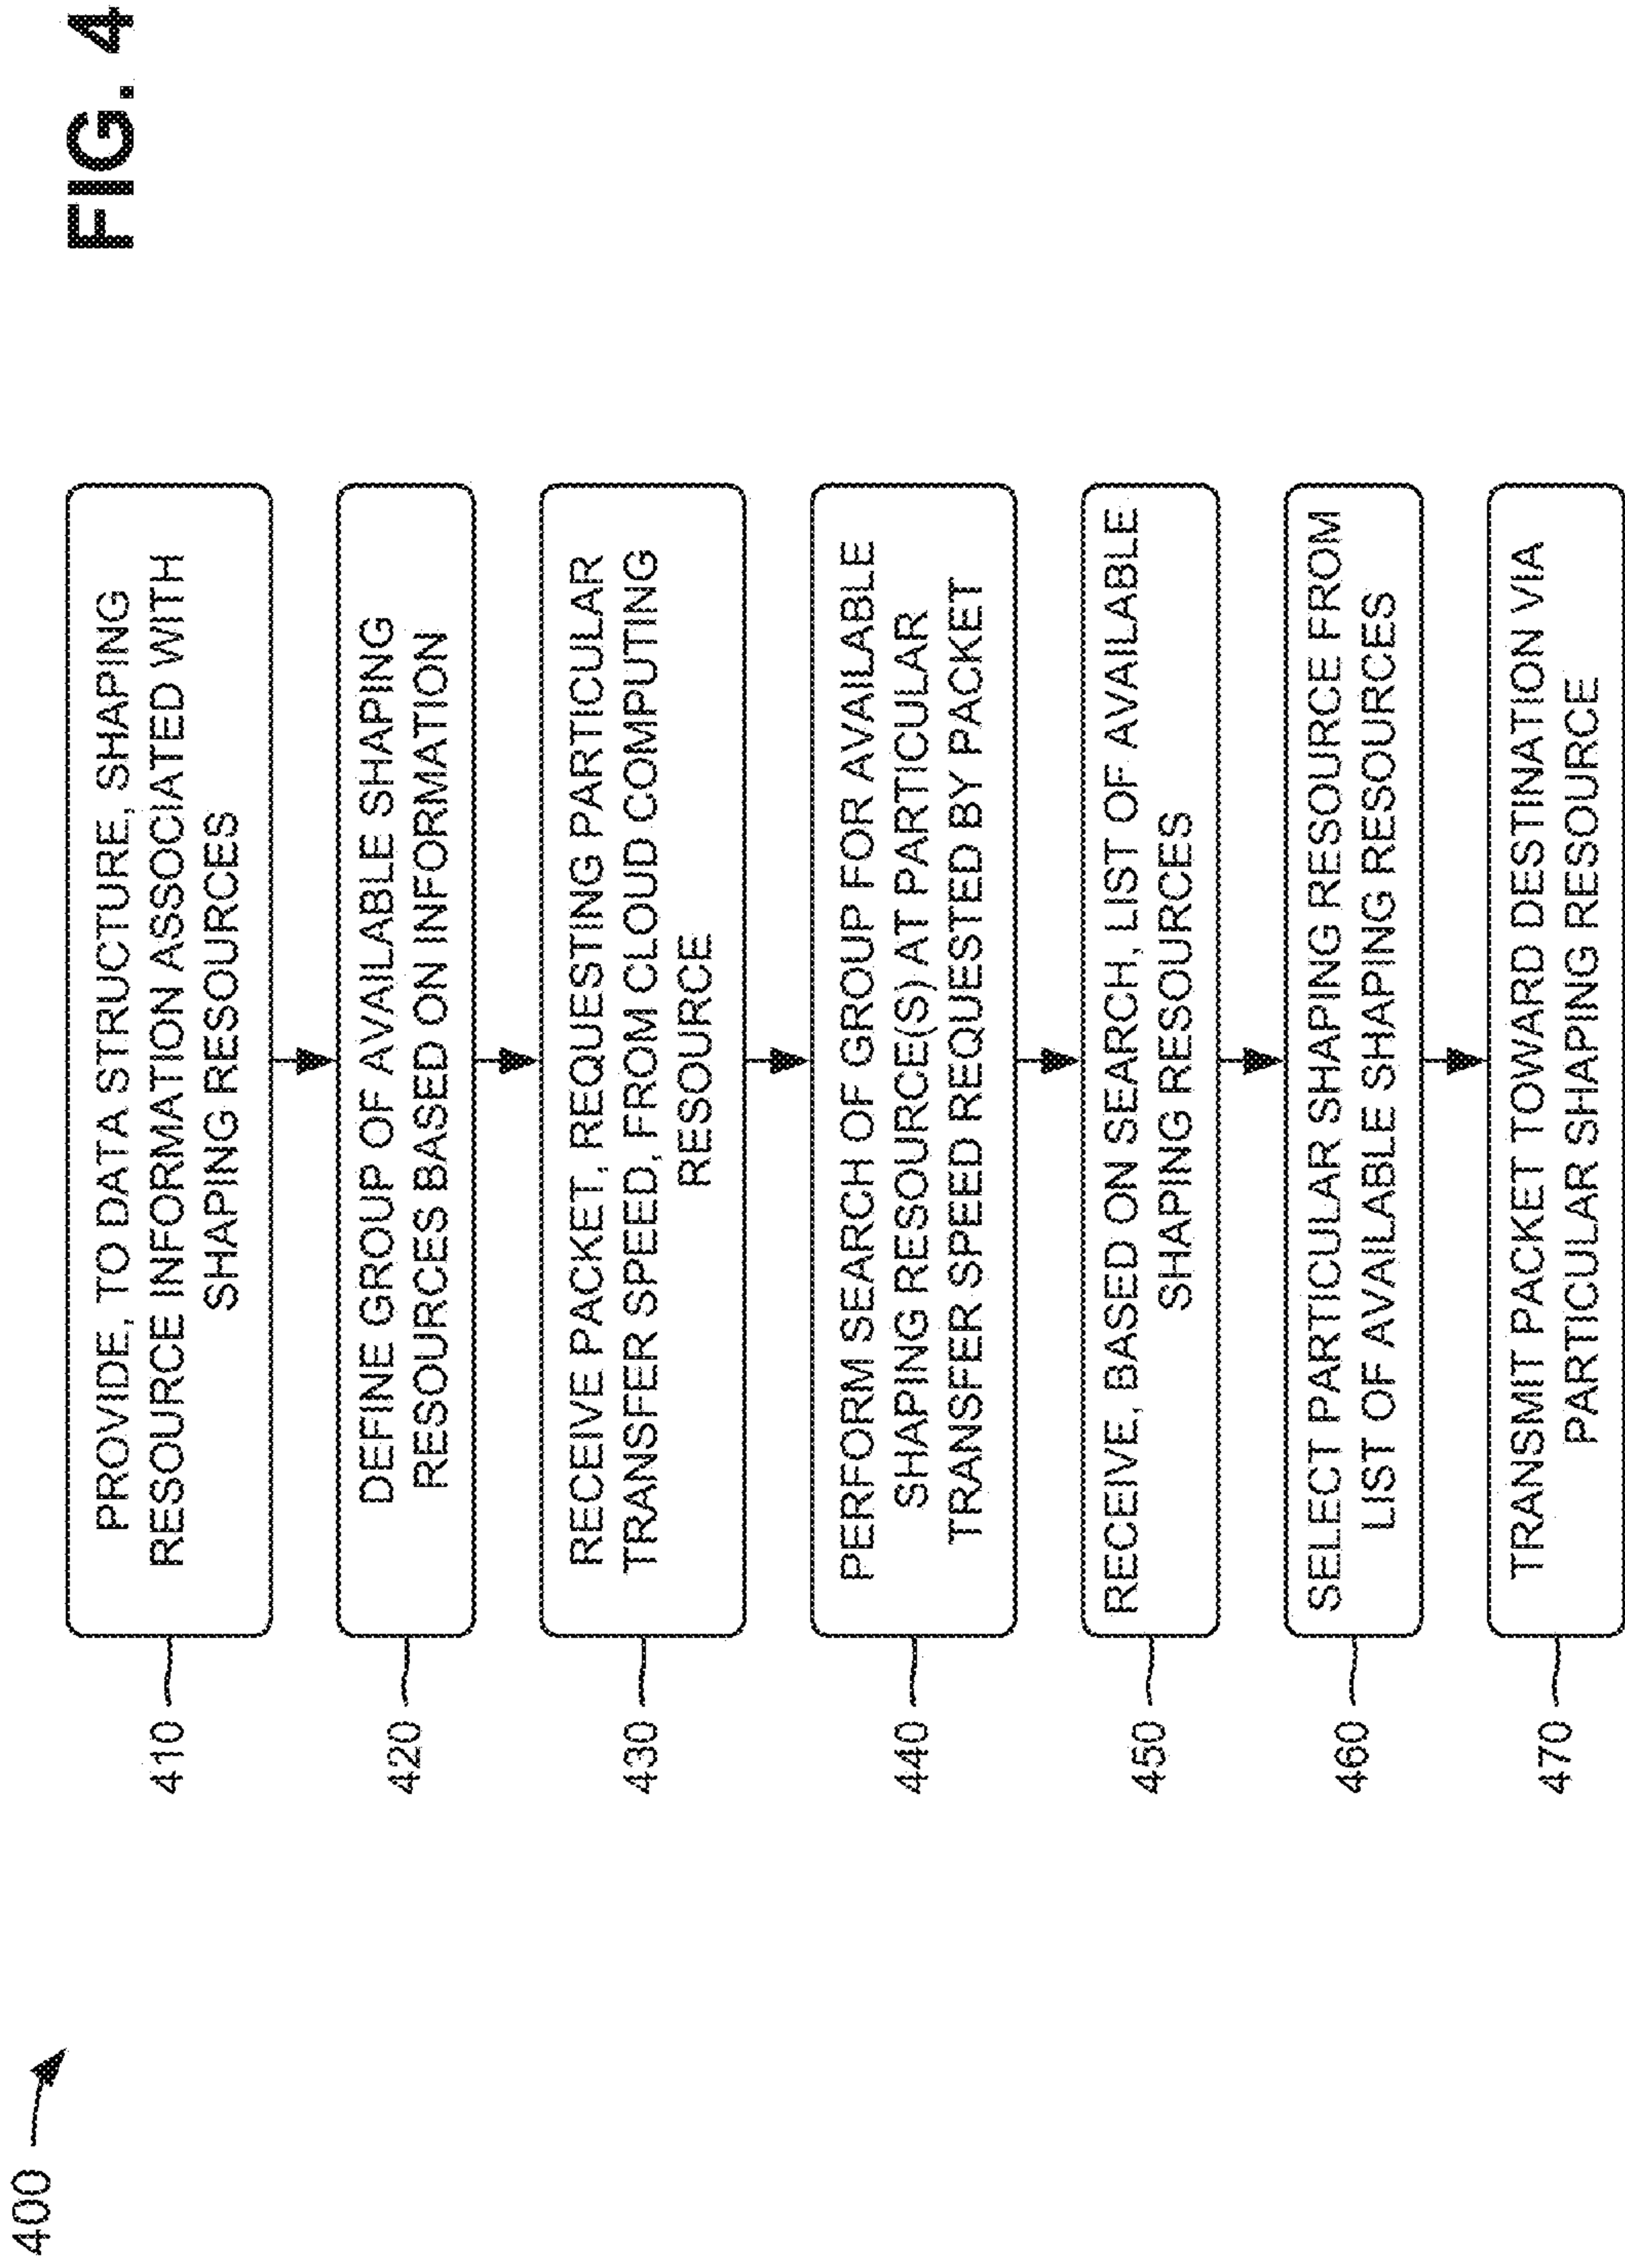 400
FIG. 4
410
PROVIDE, TO DATA STRUCTURE, SHAPING
RESOURCE INFORMATION ASSOCIATED WITH
SHAPING RESOURCES
420
DEFINE GROUP OF AVAILABLE SHAPING
RESOURCES BASED ON INFORMATION
430
RECEIVE PACKET, REQUESTING PARTICULAR
TRANSFER SPEED, FROM CLOUD COMPUTING
RESOURCE
440
PERFORM SEARCH OF GROUP FOR AVAILABLE
SHAPING RESOURCE(S) AT PARTICULAR
TRANSFER SPEED REQUESTED BY PACKET
450
RECEIVE, BASED ON SEARCH, LIST OF AVAILABLE
SHAPING RESOURCES
460
SELECT PARTICULAR SHAPING RESOURCE FROM
LIST OF AVAILABLE SHAPING RESOURCES
470
TRANSMIT PACKET TOWARD DESTINATION VIA
PARTICULAR SHAPING RESOURCE